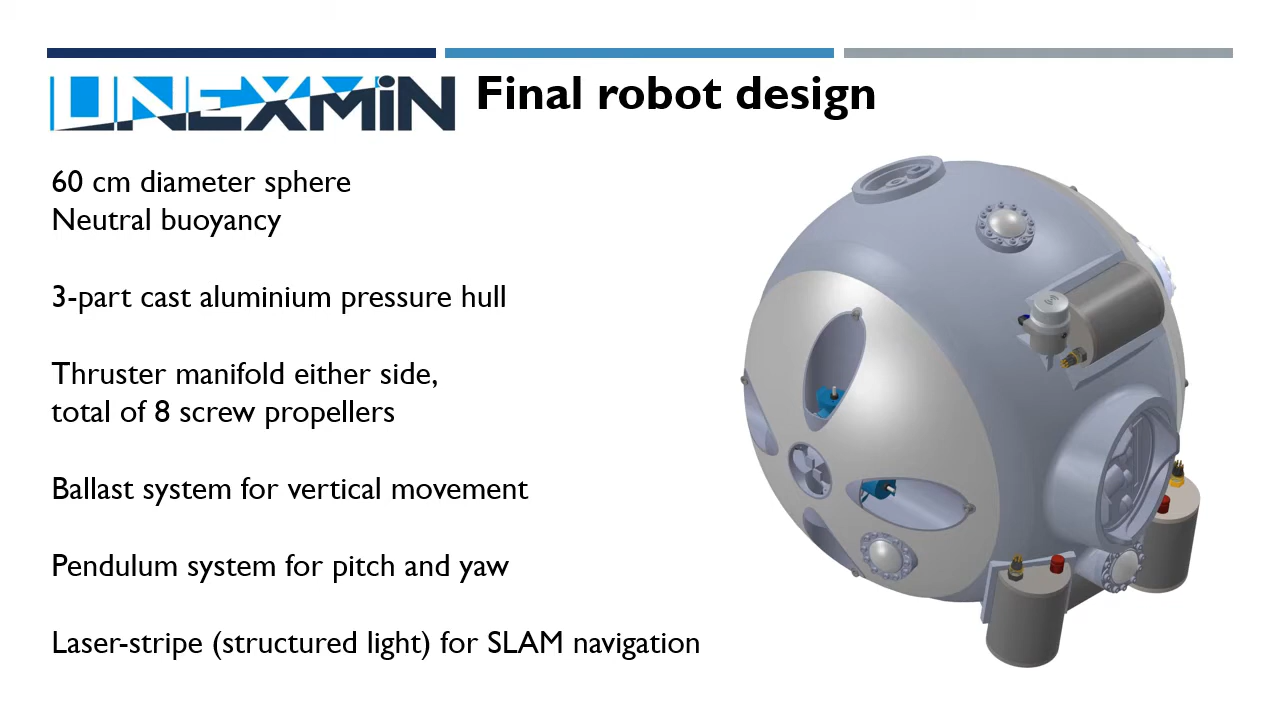 UNEXMiN
Final robot design
60 cm diameter sphere
Neutral buoyancy
3-part cast aluminium pressure hull
Thruster manifold either side,
total of 8 screw propellers
Ballast system for vertical movement
Pendulum system for pitch and yaw
Laser-stripe (structured light) for SLAM navigation